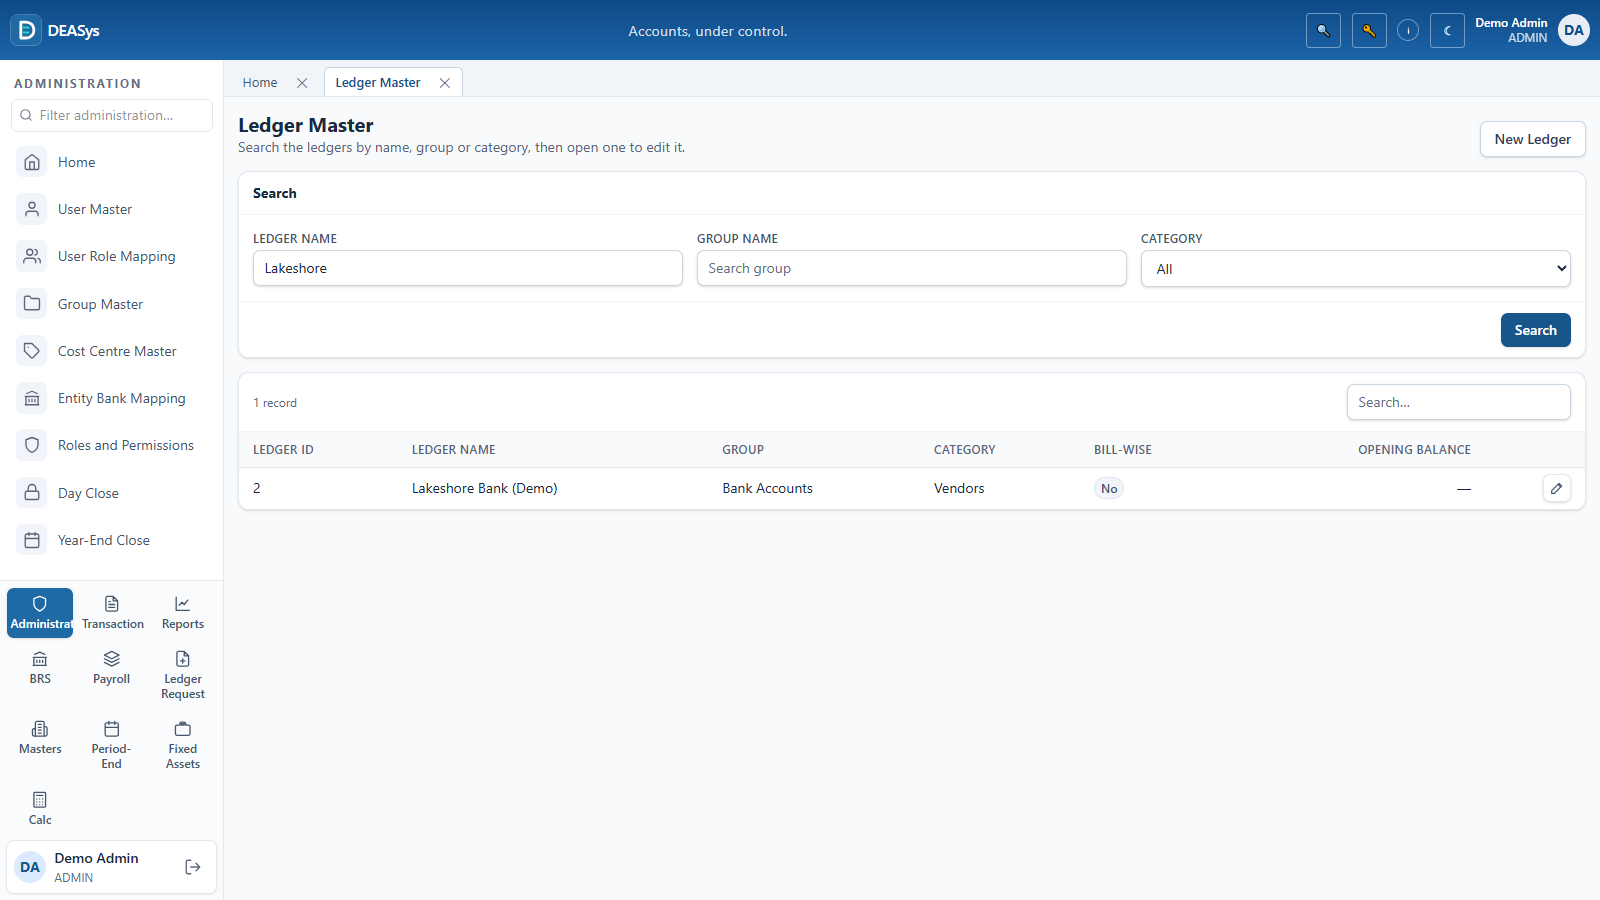 DEASys
Accounts, under control.
Demo Admin
ADMIN
DA
ADMINISTRATION
Filter administration...
Home
User Master
User Role Mapping
Group Master
Cost Centre Master
Entity Bank Mapping
Roles and Permissions
Day Close
Year-End Close
Administrat
Transaction
Reports
BRS
Payroll
Ledger
Request
Masters
Period-
End
Fixed
Assets
Calc
DA
Demo Admin
ADMIN
Home
Ledger Master
Ledger Master
Search the ledgers by name, group or category, then open one to edit it.
New Ledger
Search
LEDGER NAME
GROUP NAME
CATEGORY
Lakeshore
Search group
All
Search
1 record
Search...
LEDGER ID LEDGER NAME GROUP CATEGORY BILL-WISE OPENING BALANCE
2 Lakeshore Bank (Demo) Bank Accounts Vendors No —